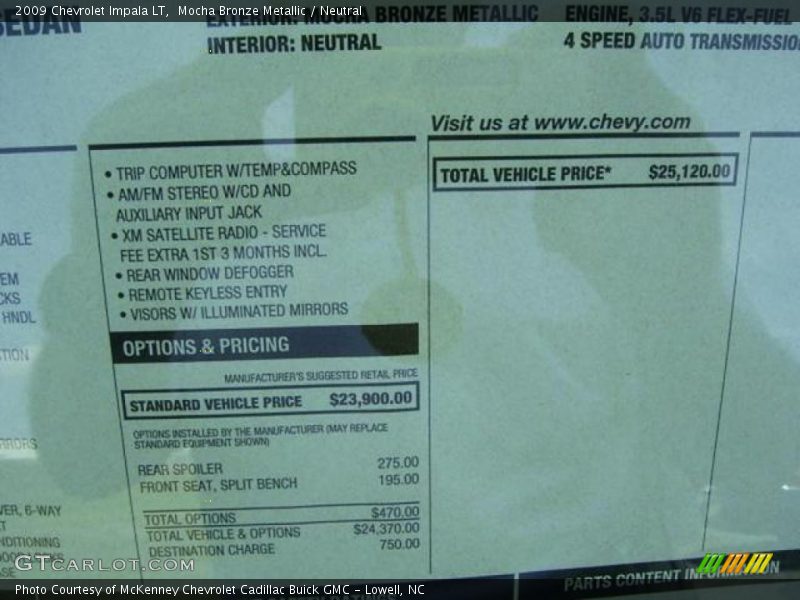 2009 Chevrolet Impala LT, Mocha Bronze Metallic / Neutral
SEDAN
EXTERIOR: MOCHA BRONZE METALLIC
INTERIOR: NEUTRAL
ENGINE, 3.5L V6 FLEX-FUEL
4 SPEED AUTO TRANSMISSIO
ABLE
EM
CKS
HNDL
TION
RRORS
VER, 6-WAY
NDITIONING
• TRIP COMPUTER W/TEMP&COMPASS
• AM/FM STEREO W/CD AND
AUXILIARY INPUT JACK
• XM SATELLITE RADIO - SERVICE
FEE EXTRA 1ST 3 MONTHS INCL.
• REAR WINDOW DEFOGGER
• REMOTE KEYLESS ENTRY
• VISORS W/ ILLUMINATED MIRRORS
OPTIONS & PRICING
MANUFACTURER'S SUGGESTED RETAIL PRICE
STANDARD VEHICLE PRICE $23,900.00
OPTIONS INSTALLED BY THE MANUFACTURER (MAY REPLACE
STANDARD EQUIPMENT SHOWN)
REAR SPOILER 275.00
FRONT SEAT, SPLIT BENCH 195.00
TOTAL OPTIONS $470.00
TOTAL VEHICLE & OPTIONS $24,370.00
DESTINATION CHARGE 750.00
Visit us at www.chevy.com
TOTAL VEHICLE PRICE* $25,120.00
PARTS CONTENT INFORMATION
GTCARLOT.COM
Photo Courtesy of McKenney Chevrolet Cadillac Buick GMC - Lowell, NC